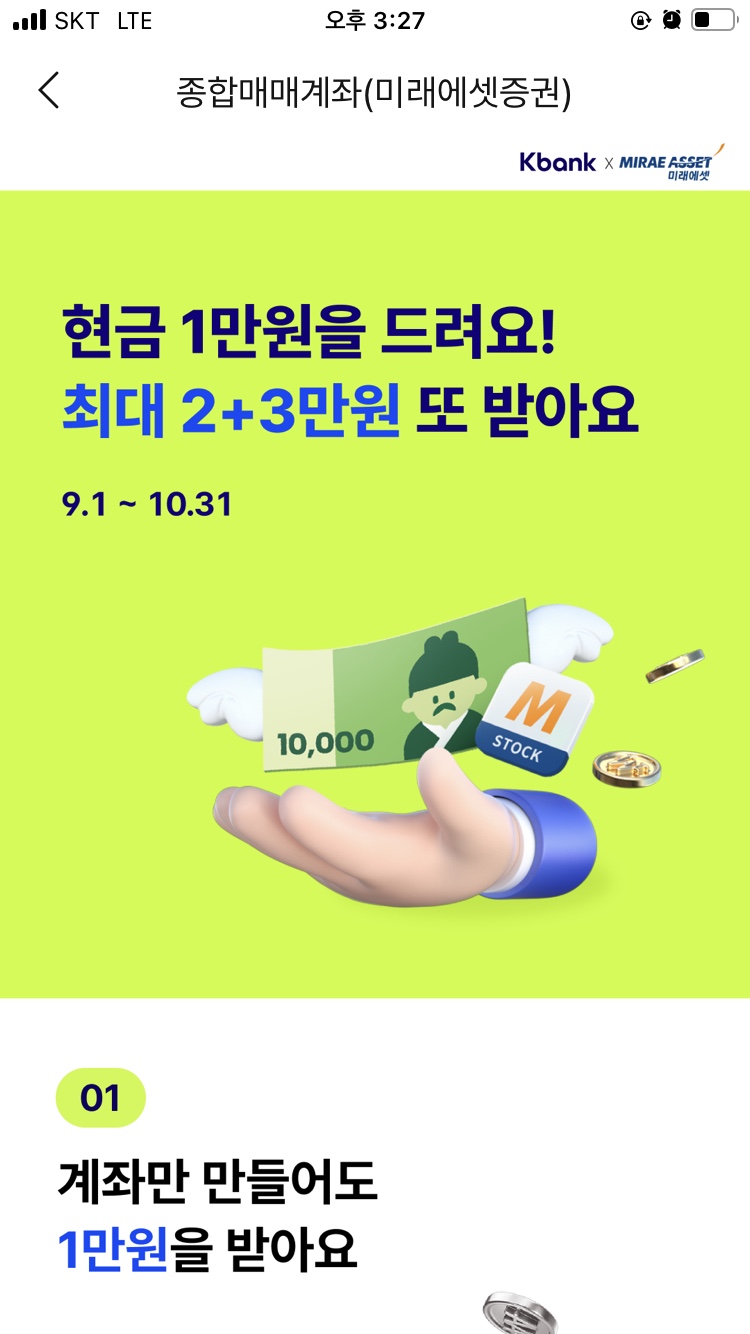 SKT LTE 오후 3:27
종합매매계좌(미래에셋증권)
Kbank X MIRAE ASSET
미래에셋
현금 1만원을 드려요!
최대 2+3만원 또 받아요
9.1 ~ 10.31
10,000
M
STOCK
01
계좌만 만들어도
1만원을 받아요